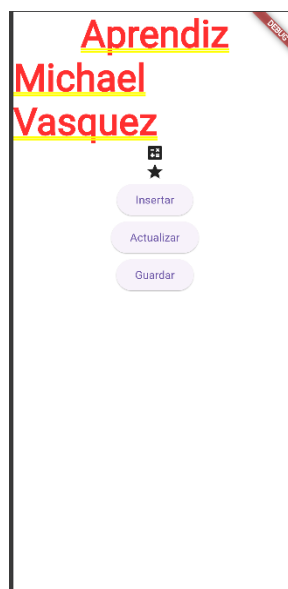 Aprendiz
DEBUG
Michael
Vasquez
Insertar
Actualizar
Guardar